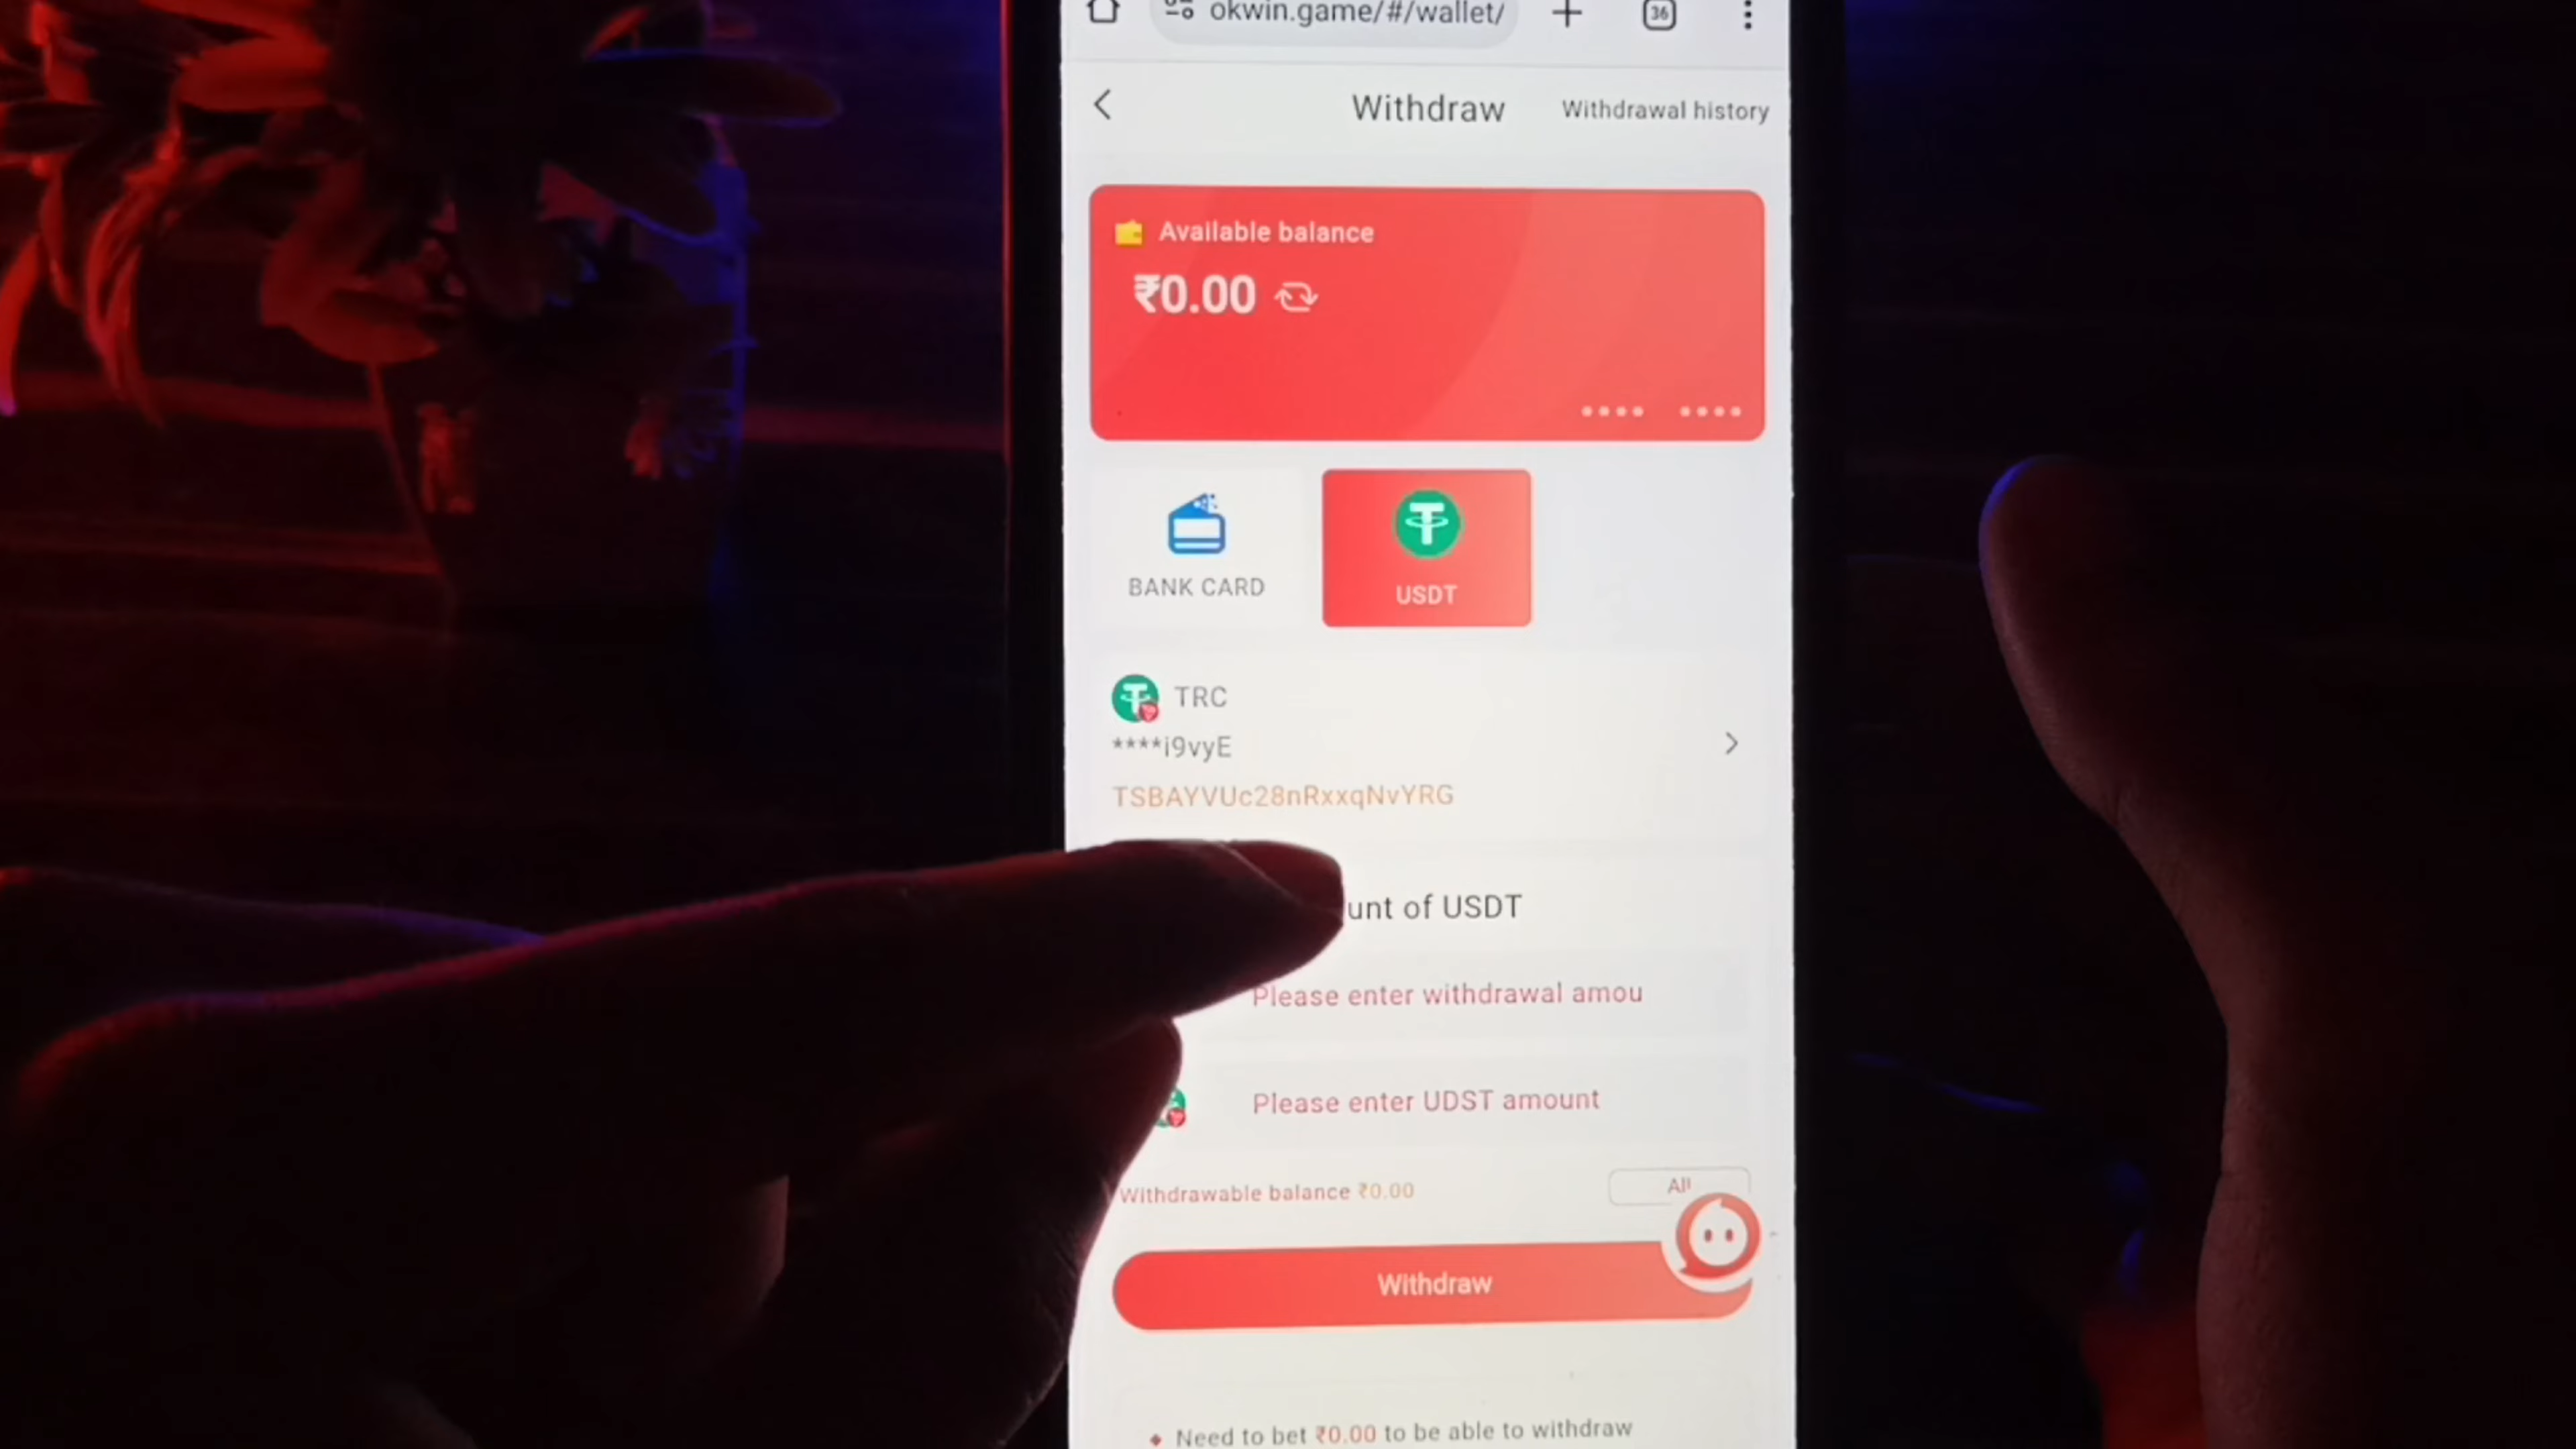 okwin.game/#/wallet/
36
Withdraw
Withdrawal history
Available balance
₹0.00
BANK CARD
USDT
TRC
****i9vyE
TSBAYVUc28nRxxqNvYRG
unt of USDT
Please enter withdrawal amou
Please enter UDST amount
Withdrawable balance ₹0.00
All
Withdraw
Need to bet ₹0.00 to be able to withdraw